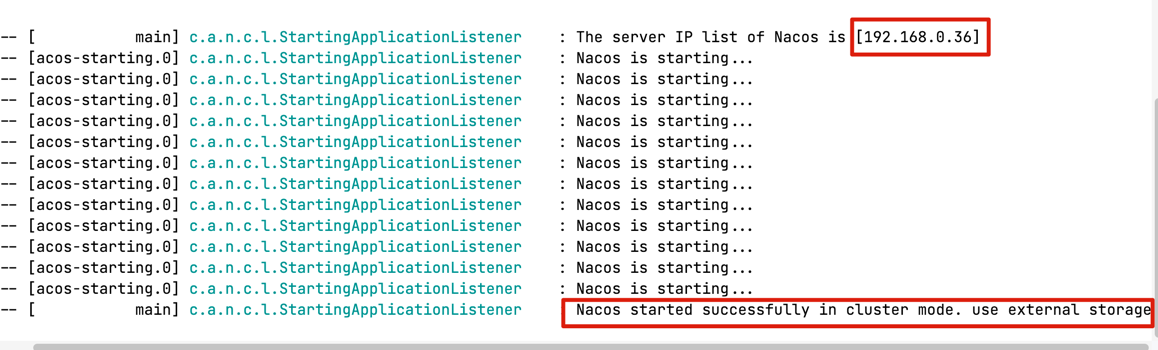 -- [           main] c.a.n.c.l.StartingApplicationListener    : The server IP list of Nacos is [192.168.0.36]
-- [acos-starting.0] c.a.n.c.l.StartingApplicationListener    : Nacos is starting...
-- [acos-starting.0] c.a.n.c.l.StartingApplicationListener    : Nacos is starting...
-- [acos-starting.0] c.a.n.c.l.StartingApplicationListener    : Nacos is starting...
-- [acos-starting.0] c.a.n.c.l.StartingApplicationListener    : Nacos is starting...
-- [acos-starting.0] c.a.n.c.l.StartingApplicationListener    : Nacos is starting...
-- [acos-starting.0] c.a.n.c.l.StartingApplicationListener    : Nacos is starting...
-- [acos-starting.0] c.a.n.c.l.StartingApplicationListener    : Nacos is starting...
-- [acos-starting.0] c.a.n.c.l.StartingApplicationListener    : Nacos is starting...
-- [acos-starting.0] c.a.n.c.l.StartingApplicationListener    : Nacos is starting...
-- [acos-starting.0] c.a.n.c.l.StartingApplicationListener    : Nacos is starting...
-- [acos-starting.0] c.a.n.c.l.StartingApplicationListener    : Nacos is starting...
-- [acos-starting.0] c.a.n.c.l.StartingApplicationListener    : Nacos is starting...
-- [           main] c.a.n.c.l.StartingApplicationListener      Nacos started successfully in cluster mode. use external storage